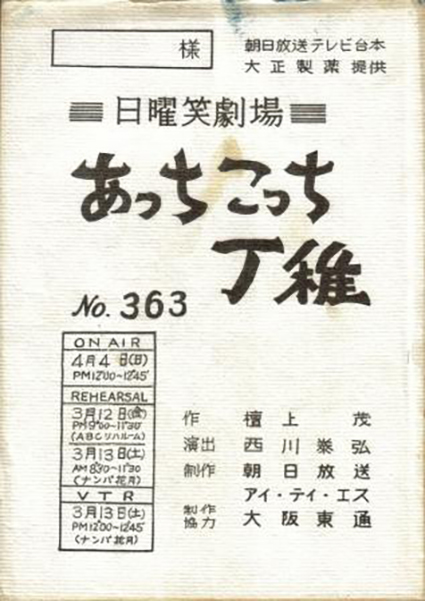 様
朝日放送テレビ台本
大正製薬提供
日曜笑劇場
あっちこっち
丁稚
No. 363
ON AIR
4月4日(日)
PM12'00~12'45'
REHEARSAL
3月12日(金)
PM9'00~11'30'
(ABCリハルーム)
3月13日(土)
AM8'30~11'30
(ナンバ花月)
VTR
3月13日(土)
PM12'00~12'45'
(ナンバ花月)
作 檀上茂
演出 西川泰弘
制作 朝日放送
アイ・ティ・エス
制作協力 大阪東通